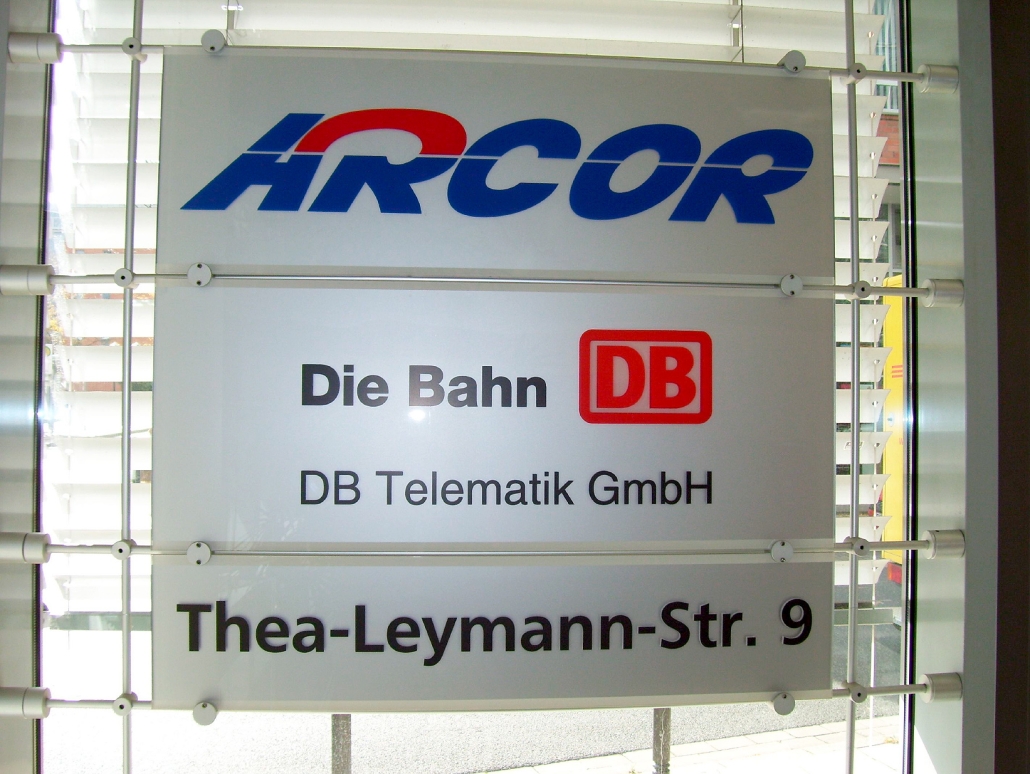 ARCOR
Die Bahn DB
DB Telematik GmbH
Thea-Leymann-Str. 9